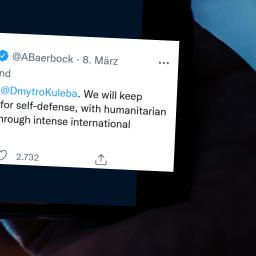 @ABaerbock · 8. März
nd
@DmytroKuleba. We will keep
for self-defense, with humanitarian
hrough intense international
2.732